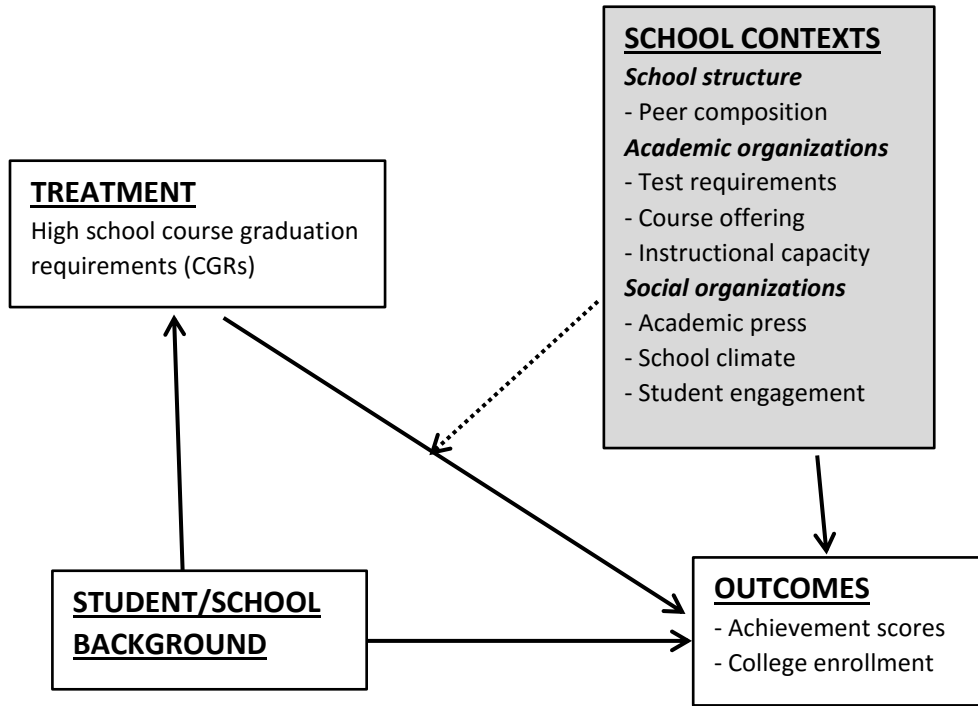 SCHOOL CONTEXTS
School structure
- Peer composition
Academic organizations
- Test requirements
- Course offering
- Instructional capacity
Social organizations
- Academic press
- School climate
- Student engagement
TREATMENT
High school course graduation
requirements (CGRs)
STUDENT/SCHOOL
BACKGROUND
OUTCOMES
- Achievement scores
- College enrollment